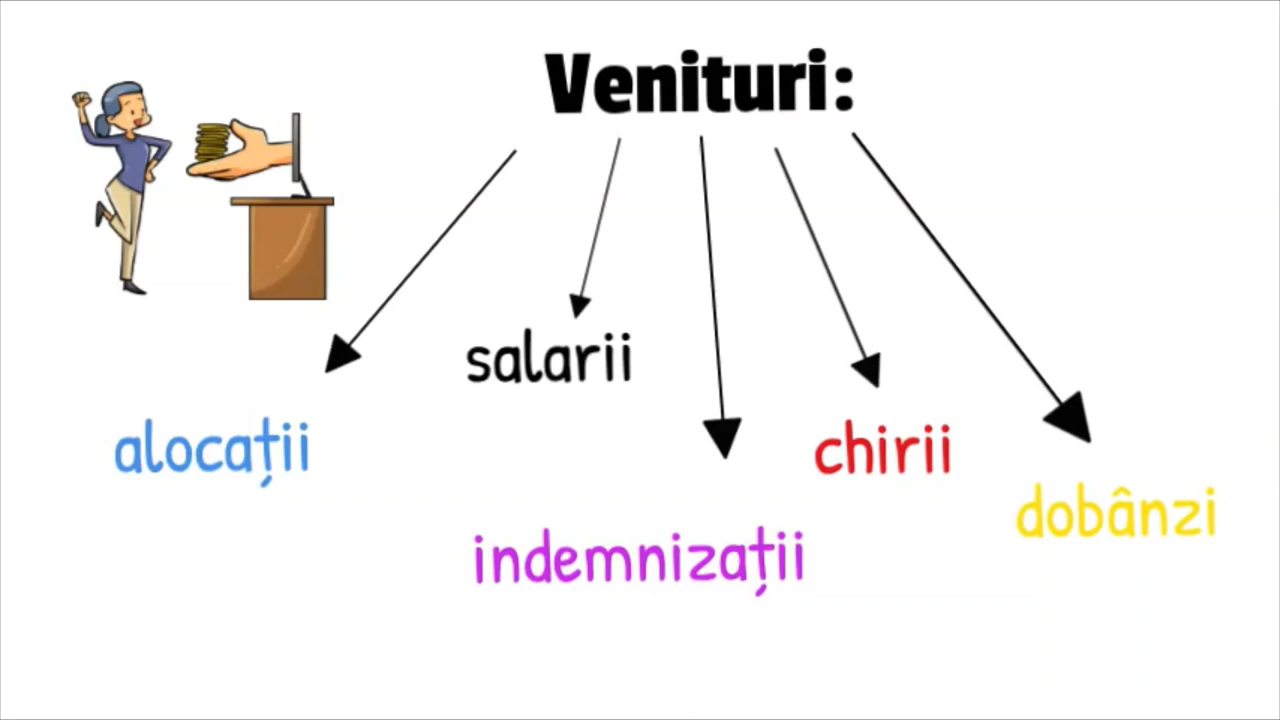 Venituri:
salarii
alocații
chirii
dobânzi
indemnizații